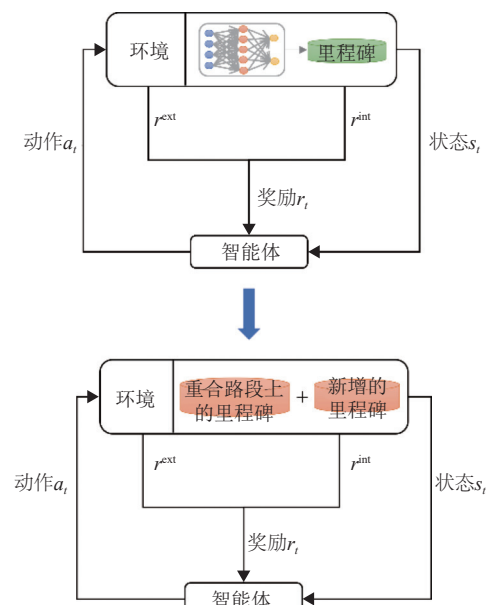 环境
里程碑
r^ext
r^int
动作a_t
状态s_t
奖励r_t
智能体
环境
重合路段上
的里程碑
+
新增的
里程碑
r^ext
r^int
动作a_t
状态s_t
奖励r_t
智能体